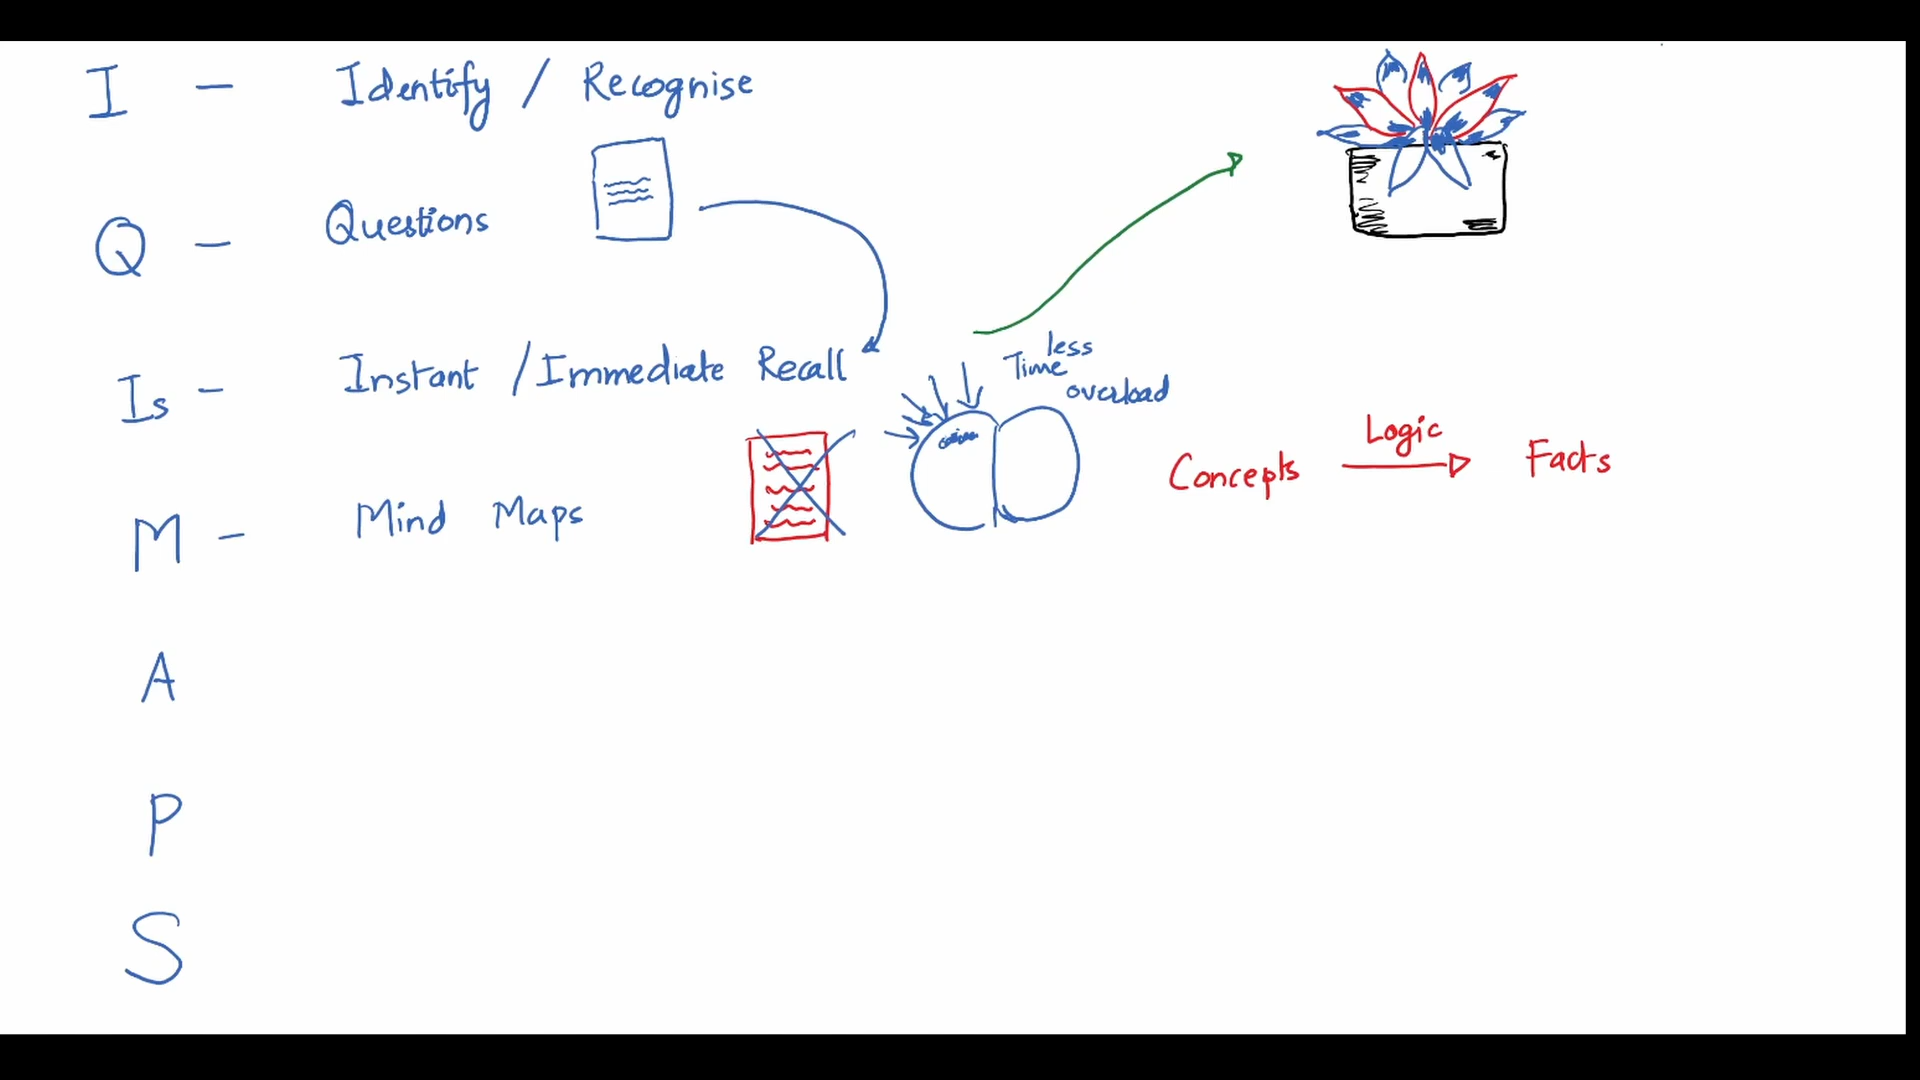 I - Identify / Recognise
Q - Questions
Is - Instant / Immediate Recall
less
Time
overload
Logic
Concepts
Facts
M - Mind Maps
A
P
S